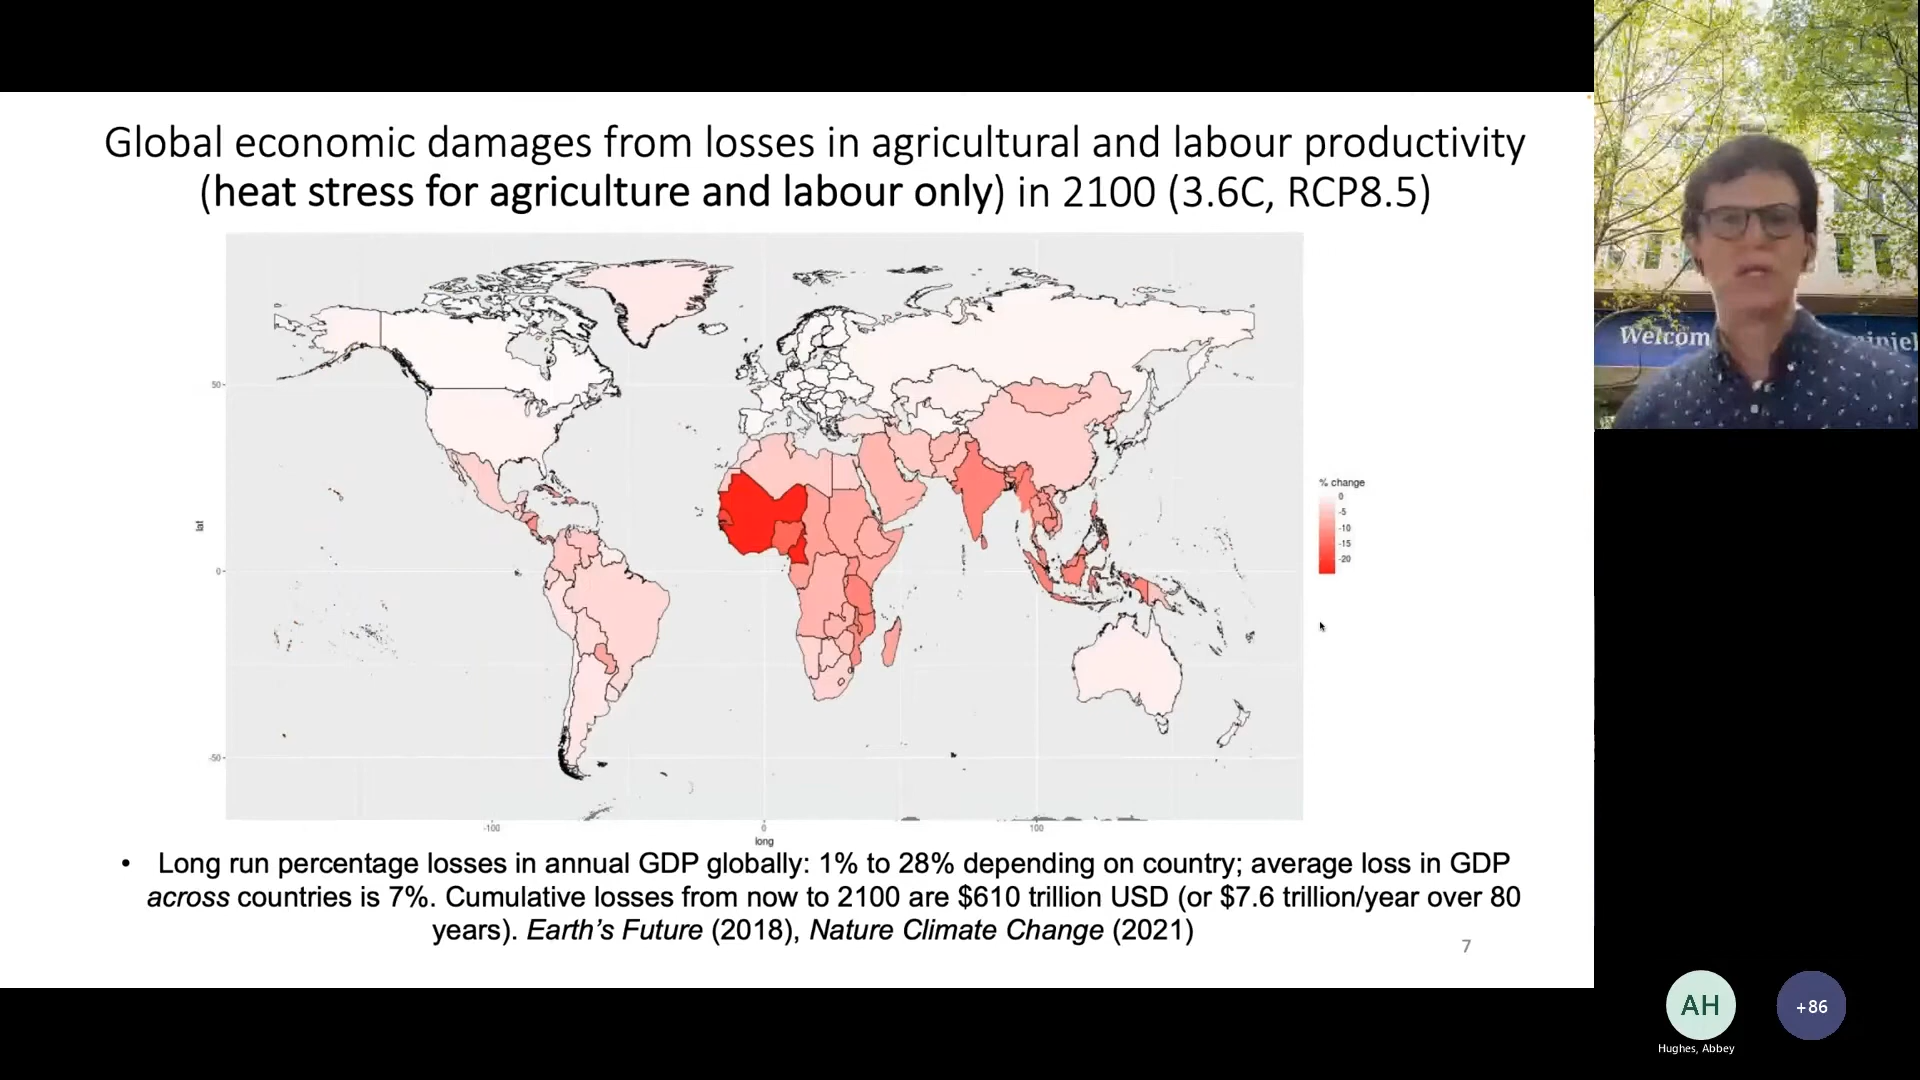 Global economic damages from losses in agricultural and labour productivity
(heat stress for agriculture and labour only) in 2100 (3.6C, RCP8.5)
Welcom
50
0
-50
lat
-100
0
100
long
% change
0
-5
-10
-15
-20
• Long run percentage losses in annual GDP globally: 1% to 28% depending on country; average loss in GDP
across countries is 7%. Cumulative losses from now to 2100 are $610 trillion USD (or $7.6 trillion/year over 80
years). Earth's Future (2018), Nature Climate Change (2021)
7
AH
+86
Hughes, Abbey